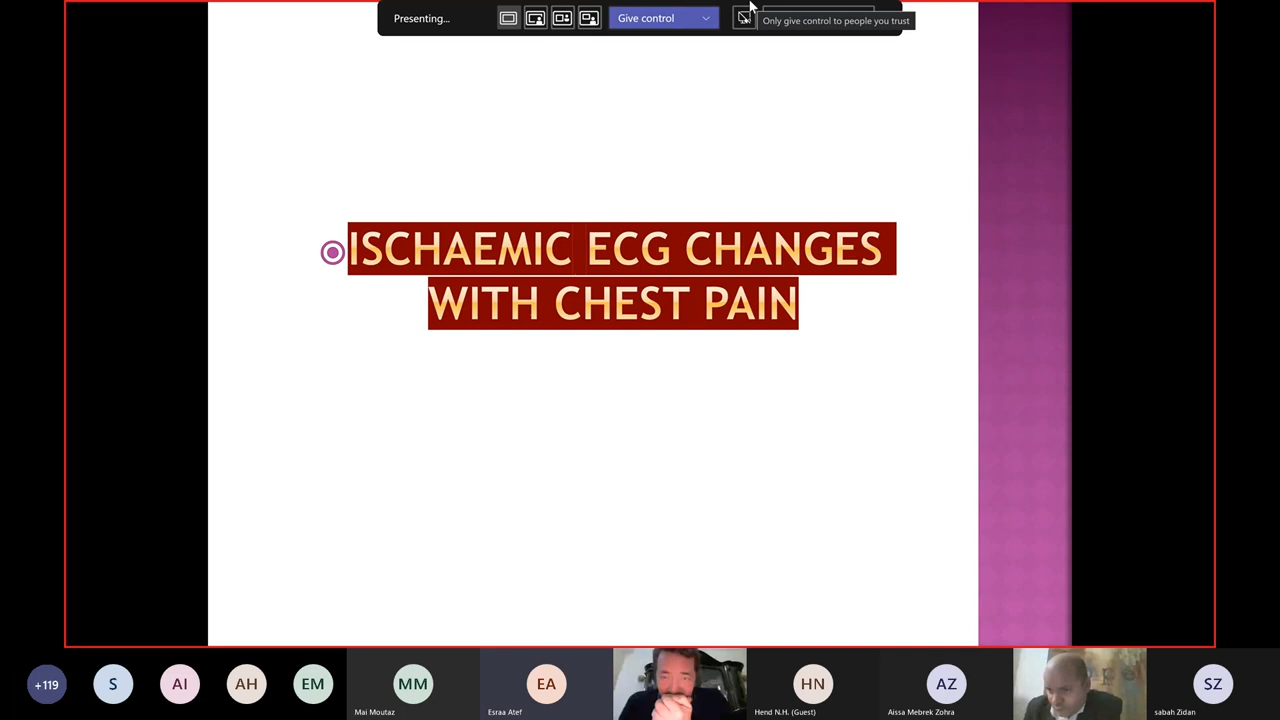 Presenting...
Give control
Only give control to people you trust
ISCHAEMIC ECG CHANGES
WITH CHEST PAIN
+119
S
AI
AH
EM
MM
EA
HN
AZ
SZ
Mai Moutaz
Esraa Atef
Hend N.H. (Guest)
Aissa Mebrek Zohra
sabah Zidan